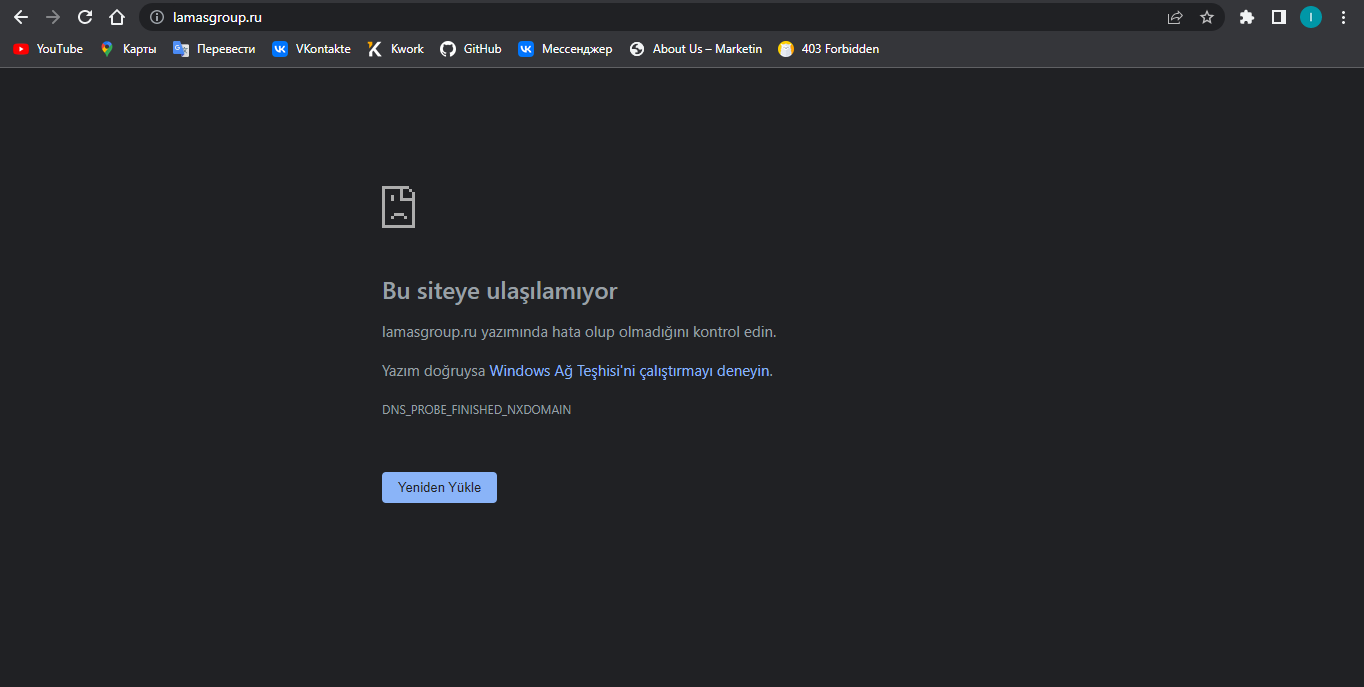 lamasgroup.ru
I
YouTube
Карты
Перевести
VKontakte
Kwork
GitHub
Мессенджер
About Us – Marketin
403 Forbidden
Bu siteye ulaşılamıyor
lamasgroup.ru yazımında hata olup olmadığını kontrol edin.
Yazım doğruysa Windows Ağ Teşhisi'ni çalıştırmayı deneyin.
DNS_PROBE_FINISHED_NXDOMAIN
Yeniden Yükle